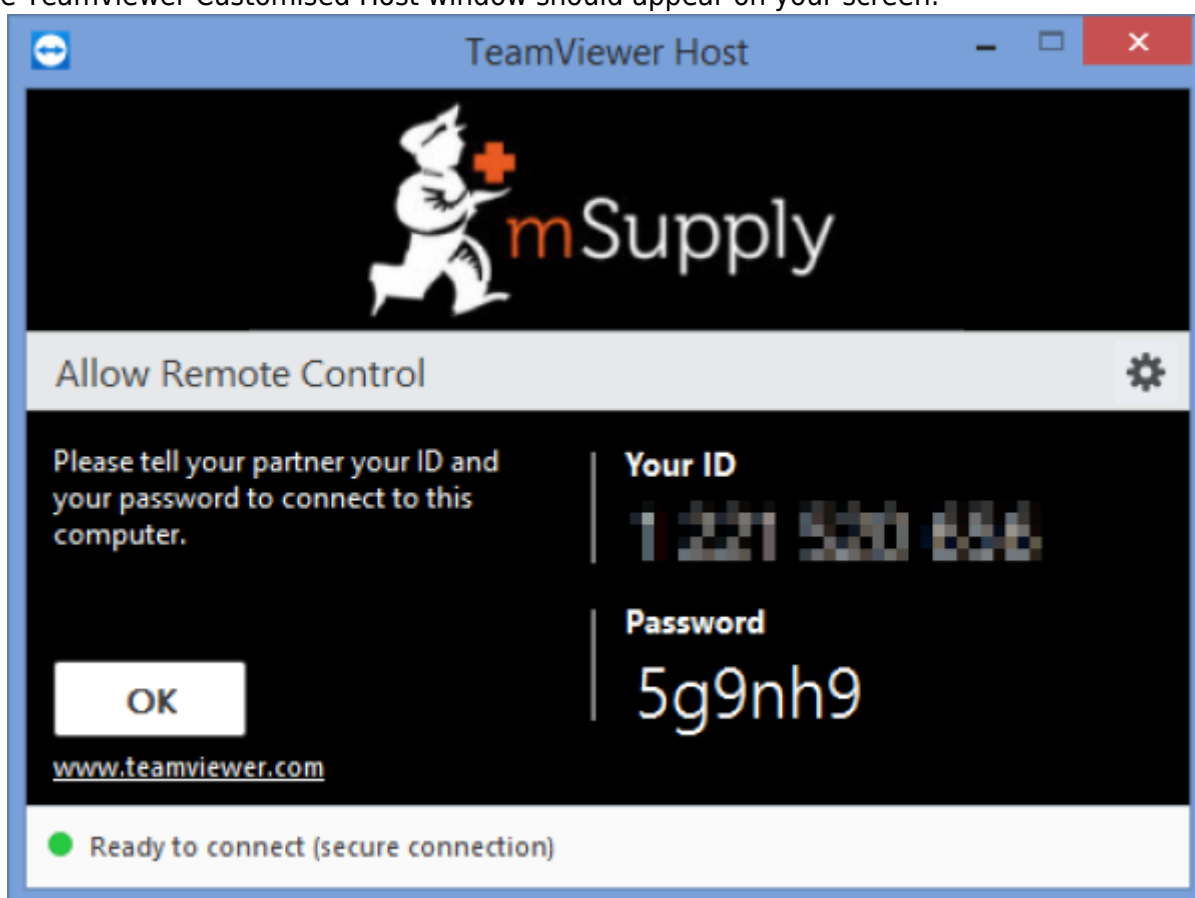 e TeamViewer Customised Host window should appear on your screen.
TeamViewer Host
mSupply
Allow Remote Control
Please tell your partner your ID and
your password to connect to this
computer.
Your ID
Password
5g9nh9
OK
www.teamviewer.com
Ready to connect (secure connection)